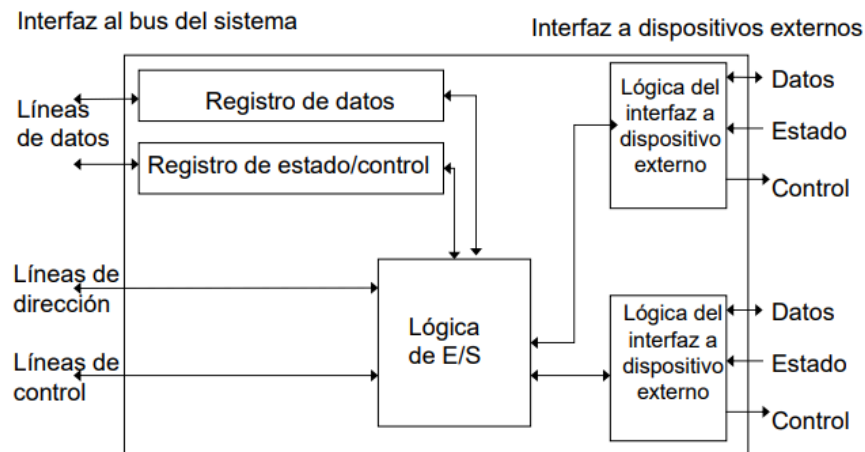 Interfaz al bus del sistema
Interfaz a dispositivos externos
Líneas
de datos
Registro de datos
Registro de estado/control
Líneas de
dirección
Líneas de
control
Lógica
de E/S
Lógica del
interfaz a
dispositivo
externo
Datos
Estado
Control
Lógica del
interfaz a
dispositivo
externo
Datos
Estado
Control